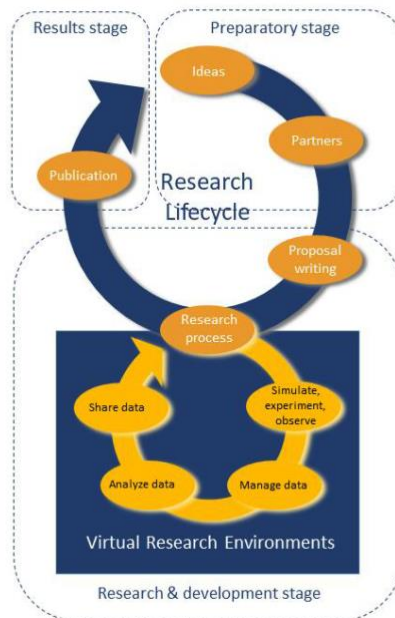 Results stage
Preparatory stage
Ideas
Partners
Publication
Research
Lifecycle
Proposal
writing
Research
process
Share data
Simulate,
experiment,
observe
Analyze data
Manage data
Virtual Research Environments
Research & development stage